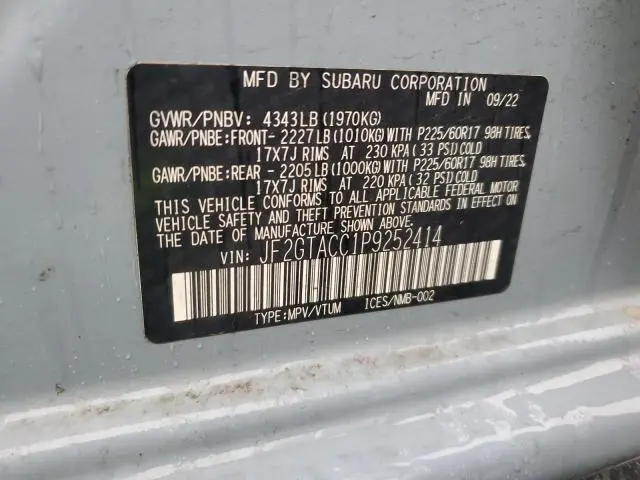 MFD BY SUBARU CORPORATION
MFD IN 09/22
GVWR/PNBV: 4343LB(1970KG)
GAWR/PNBE:FRONT- 2227LB(1010KG)WITH P225/60R17 98H TIRES,
17X7J RIMS AT 230 KPA(33 PSI)COLD
GAWR/PNBE:REAR - 2205LB(1000KG)WITH P225/60R17 98H TIRES,
17X7J RIMS AT 220 KPA(32 PSI)COLD
THIS VEHICLE CONFORMS TO ALL APPLICABLE FEDERAL MOTOR
VEHICLE SAFETY AND THEFT PREVENTION STANDARDS IN EFFECT ON
THE DATE OF MANUFACTURE SHOWN ABOVE.
VIN: JF2GTACC1P9252414
TYPE:MPV/VTUM ICES/NMB-002